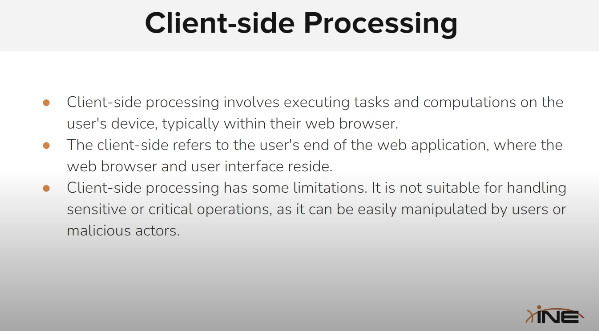 Client-side Processing
● Client-side processing involves executing tasks and computations on the
user's device, typically within their web browser.
● The client-side refers to the user's end of the web application, where the
web browser and user interface reside.
● Client-side processing has some limitations. It is not suitable for handling
sensitive or critical operations, as it can be easily manipulated by users or
malicious actors.
INE